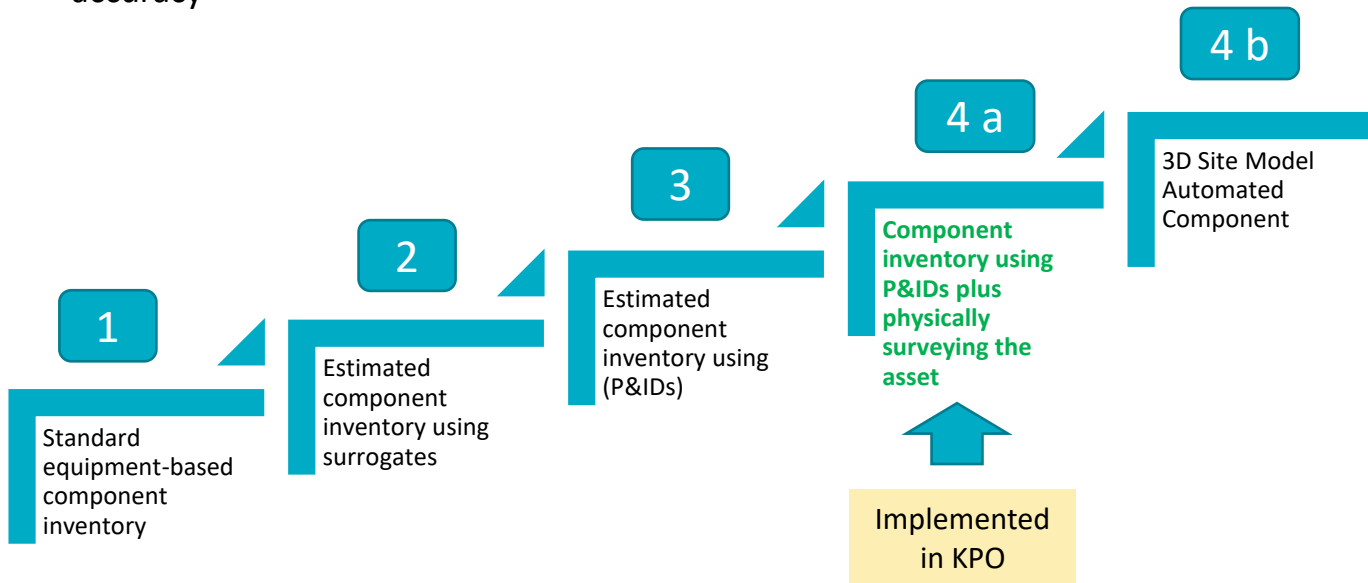 accuracy
1
Standard
equipment-based
component
inventory
2
Estimated
component
inventory using
surrogates
3
Estimated
component
inventory using
(P&IDs)
4 a
Component
inventory using
P&IDs plus
physically
surveying the
asset
Implemented
in KPO
4 b
3D Site Model
Automated
Component